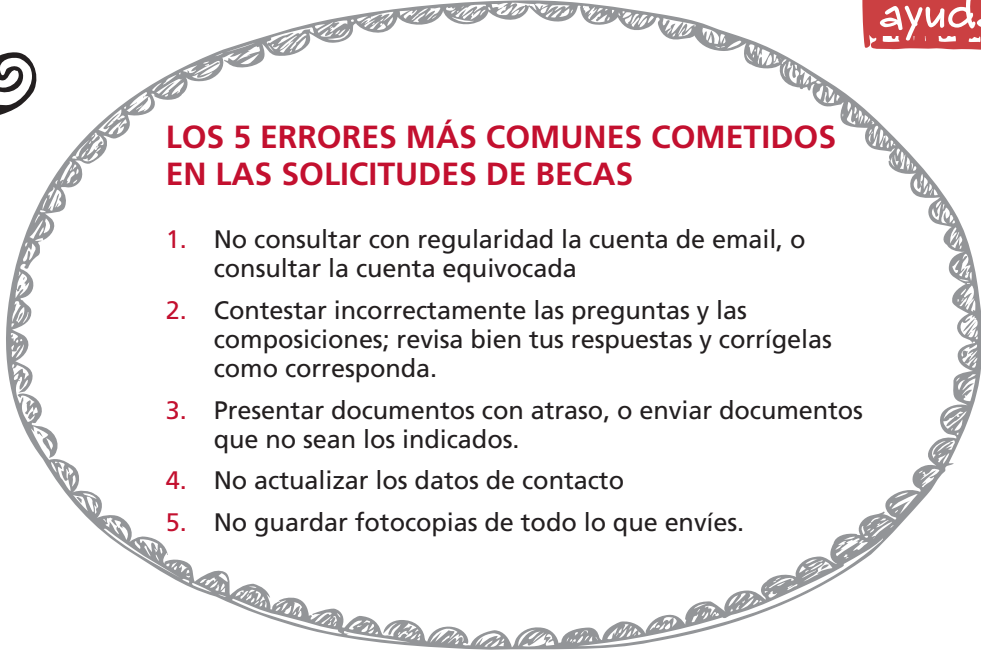 LOS 5 ERRORES MÁS COMUNES COMETIDOS
EN LAS SOLICITUDES DE BECAS
1. No consultar con regularidad la cuenta de email, o
consultar la cuenta equivocada
2. Contestar incorrectamente las preguntas y las
composiciones; revisa bien tus respuestas y corrígelas
como corresponda.
3. Presentar documentos con atraso, o enviar documentos
que no sean los indicados.
4. No actualizar los datos de contacto
5. No guardar fotocopias de todo lo que envíes.